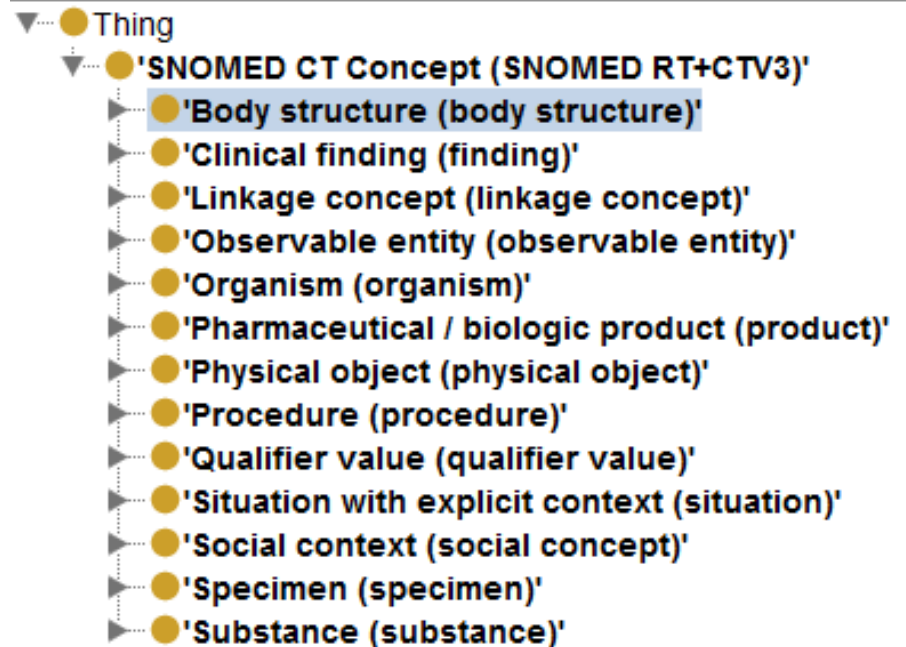 Thing
'SNOMED CT Concept (SNOMED RT+CTV3)'
'Body structure (body structure)'
'Clinical finding (finding)'
'Linkage concept (linkage concept)'
'Observable entity (observable entity)'
'Organism (organism)'
'Pharmaceutical / biologic product (product)'
'Physical object (physical object)'
'Procedure (procedure)'
'Qualifier value (qualifier value)'
'Situation with explicit context (situation)'
'Social context (social concept)'
'Specimen (specimen)'
'Substance (substance)'